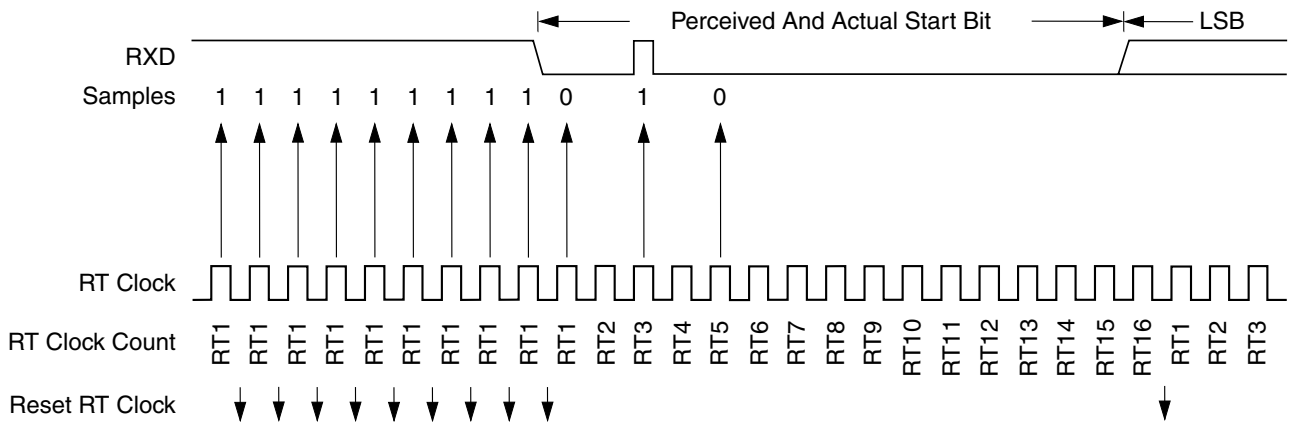 Perceived And Actual Start Bit LSB
RXD
Samples 1 1 1 1 1 1 1 1 1 0 1 0
RT Clock
RT Clock Count RT1 RT1 RT1 RT1 RT1 RT1 RT1 RT1 RT1 RT1 RT2 RT3 RT4 RT5 RT6 RT7 RT8 RT9 RT10 RT11 RT12 RT13 RT14 RT15 RT16 RT1 RT2 RT3
Reset RT Clock